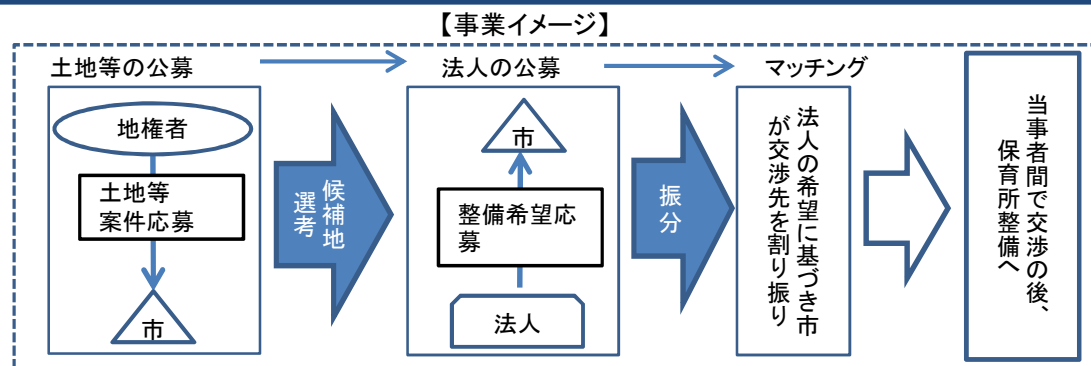 【事業イメージ】
土地等の公募
法人の公募
マッチング
地権者
土地等
案件応募
市
候補地
選考
市
整備希望応
募
法人
振分
法人の希望に基づき市
が交渉先を割り振り
当事者間で交渉の後、
保育所整備へ